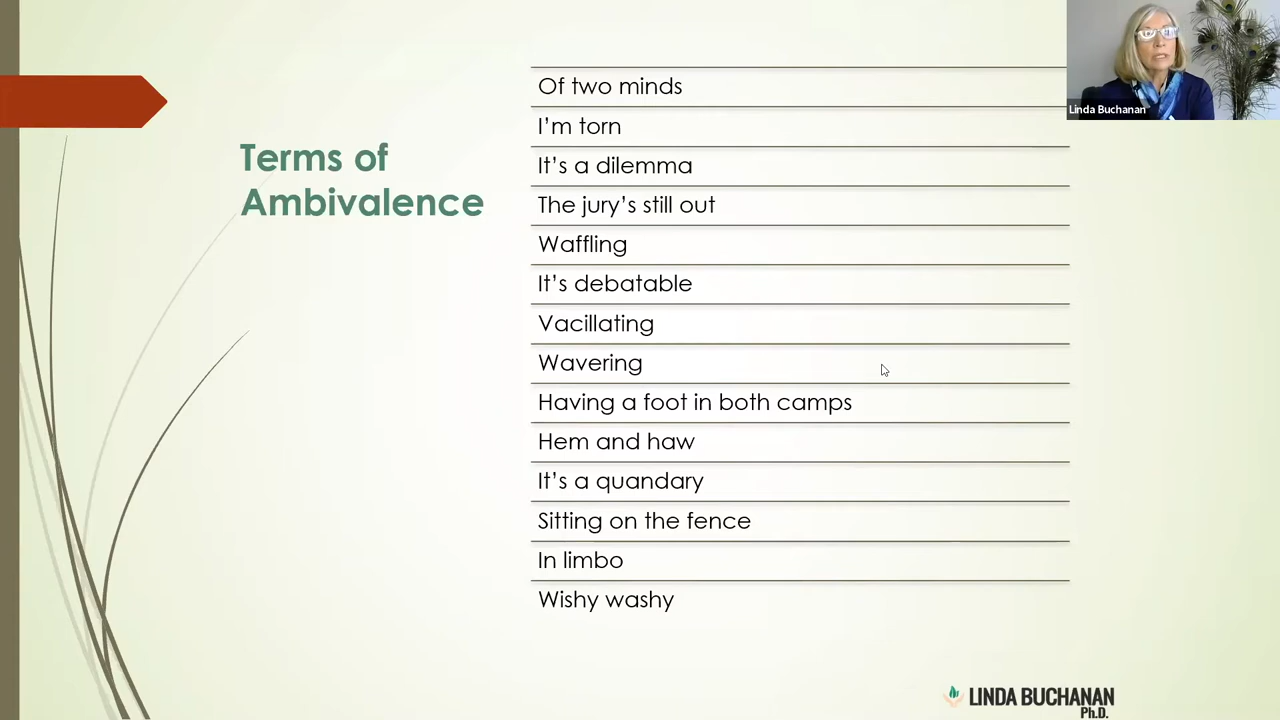 Terms of
Ambivalence
Of two minds
I’m torn
It’s a dilemma
The jury’s still out
Waffling
It’s debatable
Vacillating
Wavering
Having a foot in both camps
Hem and haw
It’s a quandary
Sitting on the fence
In limbo
Wishy washy
Linda Buchanan
LINDA BUCHANAN
Ph.D.